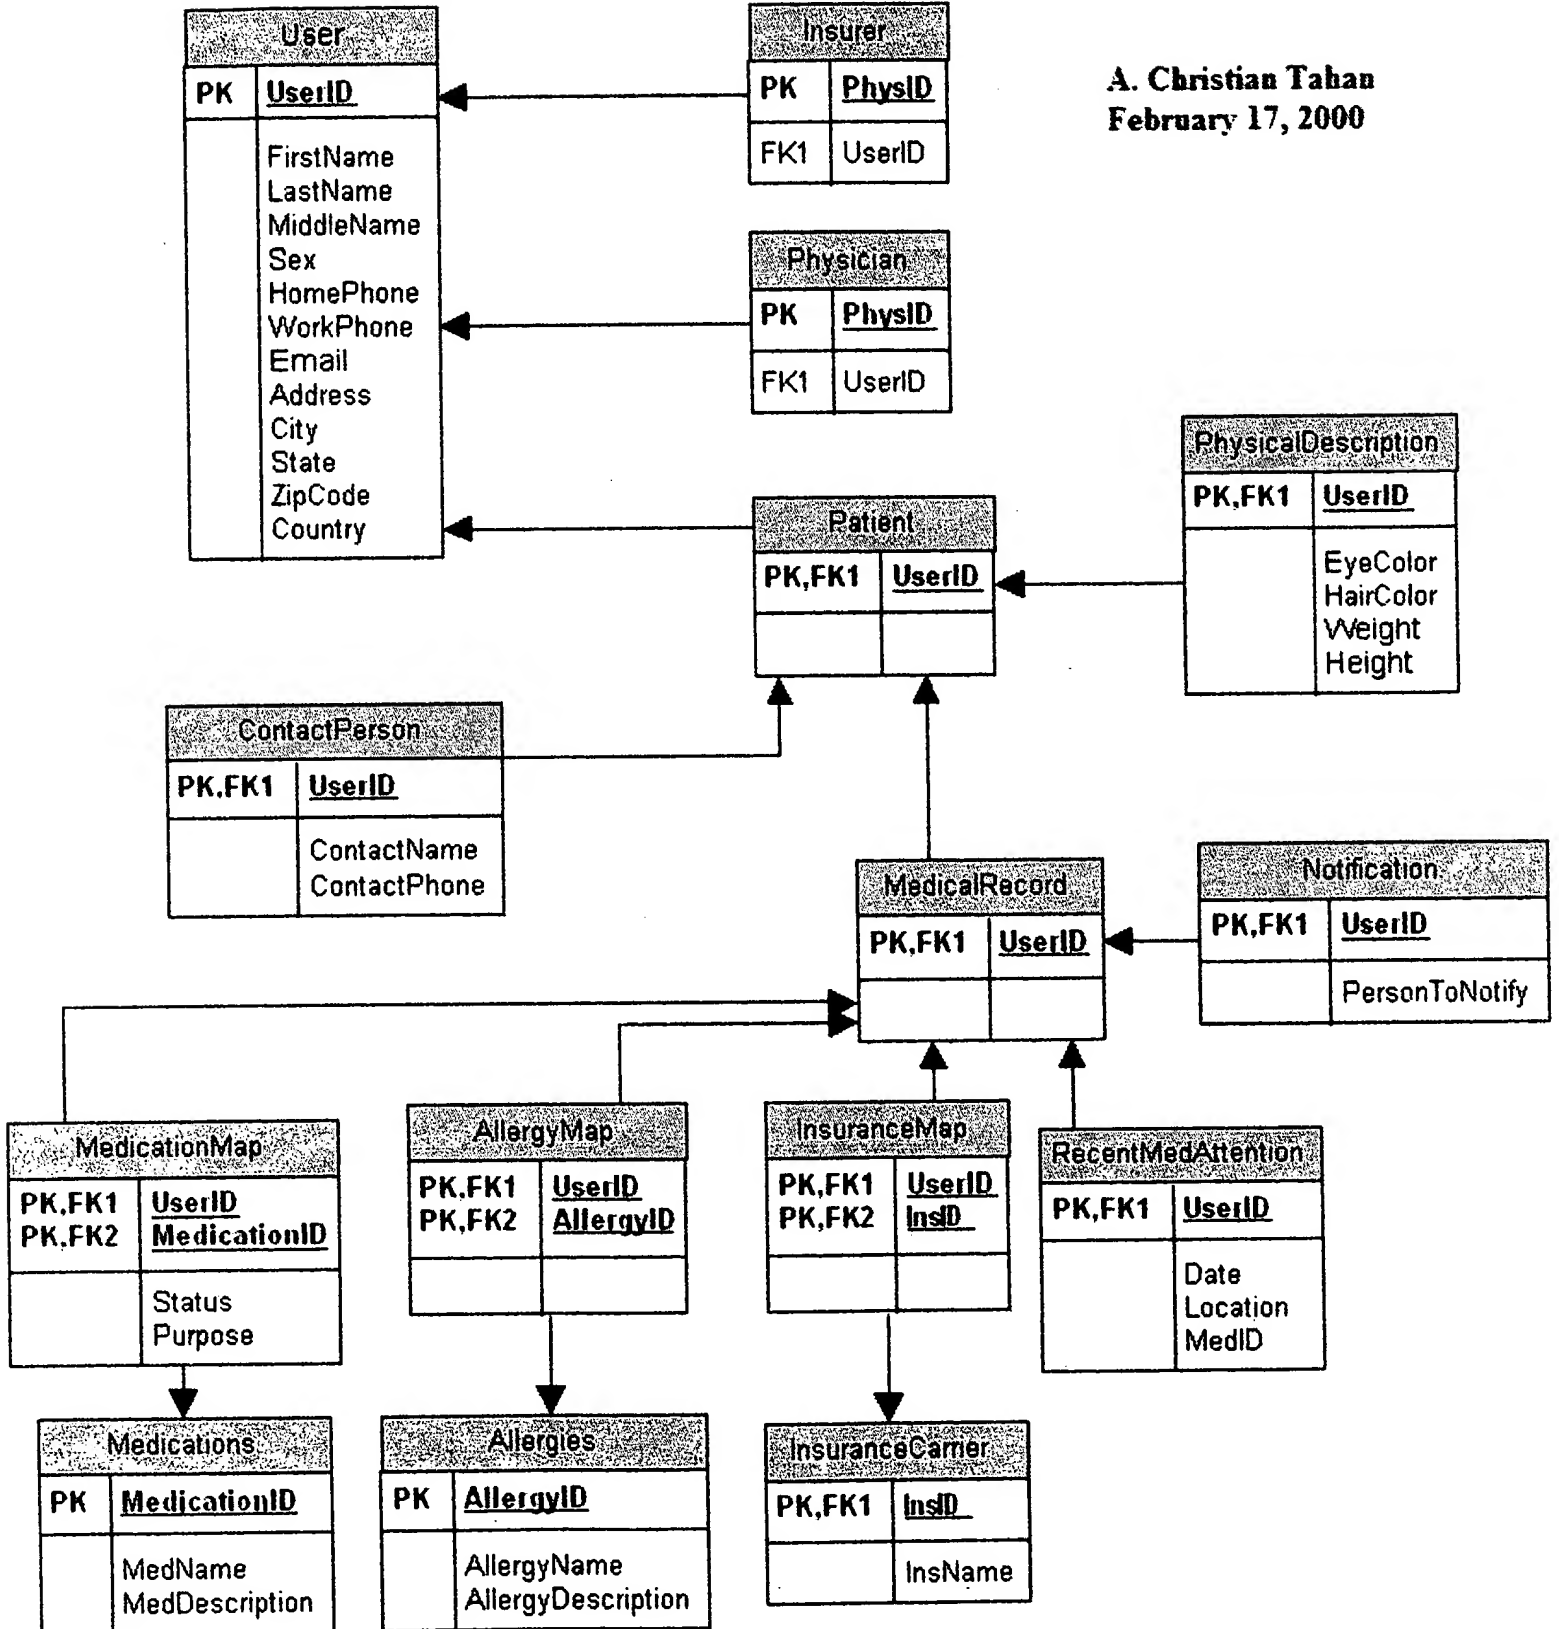 User
PK UserID
FirstName
LastName
MiddleName
Sex
HomePhone
WorkPhone
Email
Address
City
State
ZipCode
Country
Insurer
PK PhysID
FK1 UserID
A. Christian Tahan
February 17, 2000
Physician
PK PhysID
FK1 UserID
PhysicalDescription
PK,FK1 UserID
EyeColor
HairColor
Weight
Height
Patient
PK,FK1 UserID
ContactPerson
PK,FK1 UserID
ContactName
ContactPhone
MedicalRecord
PK,FK1 UserID
Notification
PK,FK1 UserID
PersonToNotify
MedicationMap
PK,FK1 UserID
PK,FK2 MedicationID
Status
Purpose
AllergyMap
PK,FK1 UserID
PK,FK2 AllergyID
InsuranceMap
PK,FK1 UserID
PK,FK2 InsID
RecentMedAttention
PK,FK1 UserID
Date
Location
MedID
Medications
PK MedicationID
MedName
MedDescription
Allergies
PK AllergyID
AllergyName
AllergyDescription
InsuranceCarrier
PK,FK1 InsID
InsName